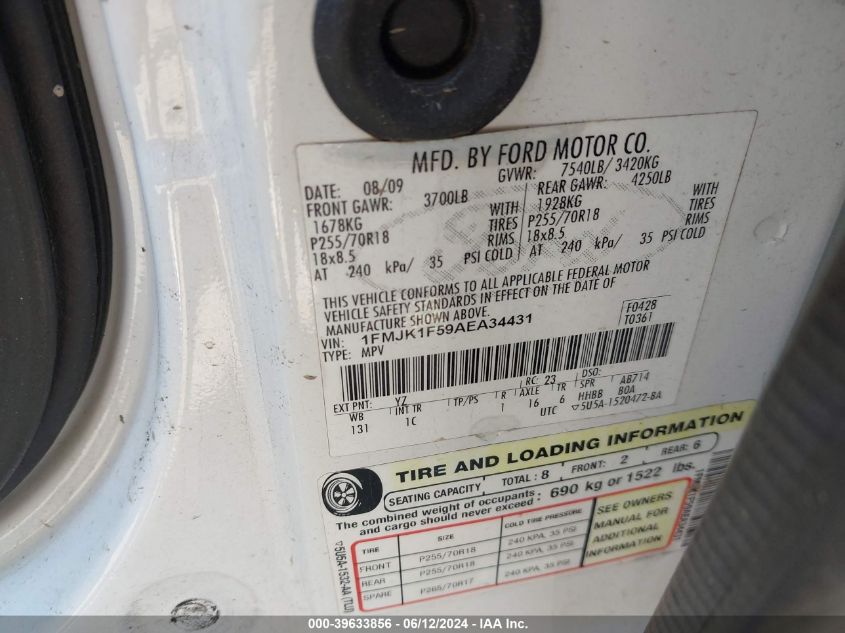 MFD. BY FORD MOTOR CO.
DATE: 08/09 GVWR: 7540LB/ 3420KG
FRONT GAWR: 3700LB REAR GAWR: 4250LB
1678KG WITH 1928KG WITH
P255/70R18 TIRES P255/70R18 TIRES
18x8.5 RIMS 18x8.5 RIMS
AT 240 kPa/ 35 PSI COLD AT 240 kPa/ 35 PSI COLD
THIS VEHICLE CONFORMS TO ALL APPLICABLE FEDERAL MOTOR
VEHICLE SAFETY STANDARDS IN EFFECT ON THE DATE OF
MANUFACTURE SHOWN ABOVE.
VIN: 1FMJK1F59AEA34431 F0428
TYPE: MPV T0361
EXT PNT: YZ RC: 23 DSO:
WB INT TR TP/PS R AXLE TR SPR AB714
131 1C 1 16 6 HHBB BOA
UTC ▽5U5A-1520472-BA
TIRE AND LOADING INFORMATION
SEATING CAPACITY TOTAL: 8 FRONT: 2 REAR: 6
The combined weight of occupants and cargo should never exceed: 690 kg or 1522 lbs.
TIRE SIZE COLD TIRE PRESSURE
FRONT P255/70R18 240 KPA, 35 PSI
REAR P255/70R18 240 KPA, 35 PSI
SPARE P265/70R17 240 KPA, 35 PSI
SEE OWNERS
MANUAL FOR
ADDITIONAL
INFORMATION
▽5U5A-1532-AA (TLU)
000-39633856 - 06/12/2024 - IAA Inc.